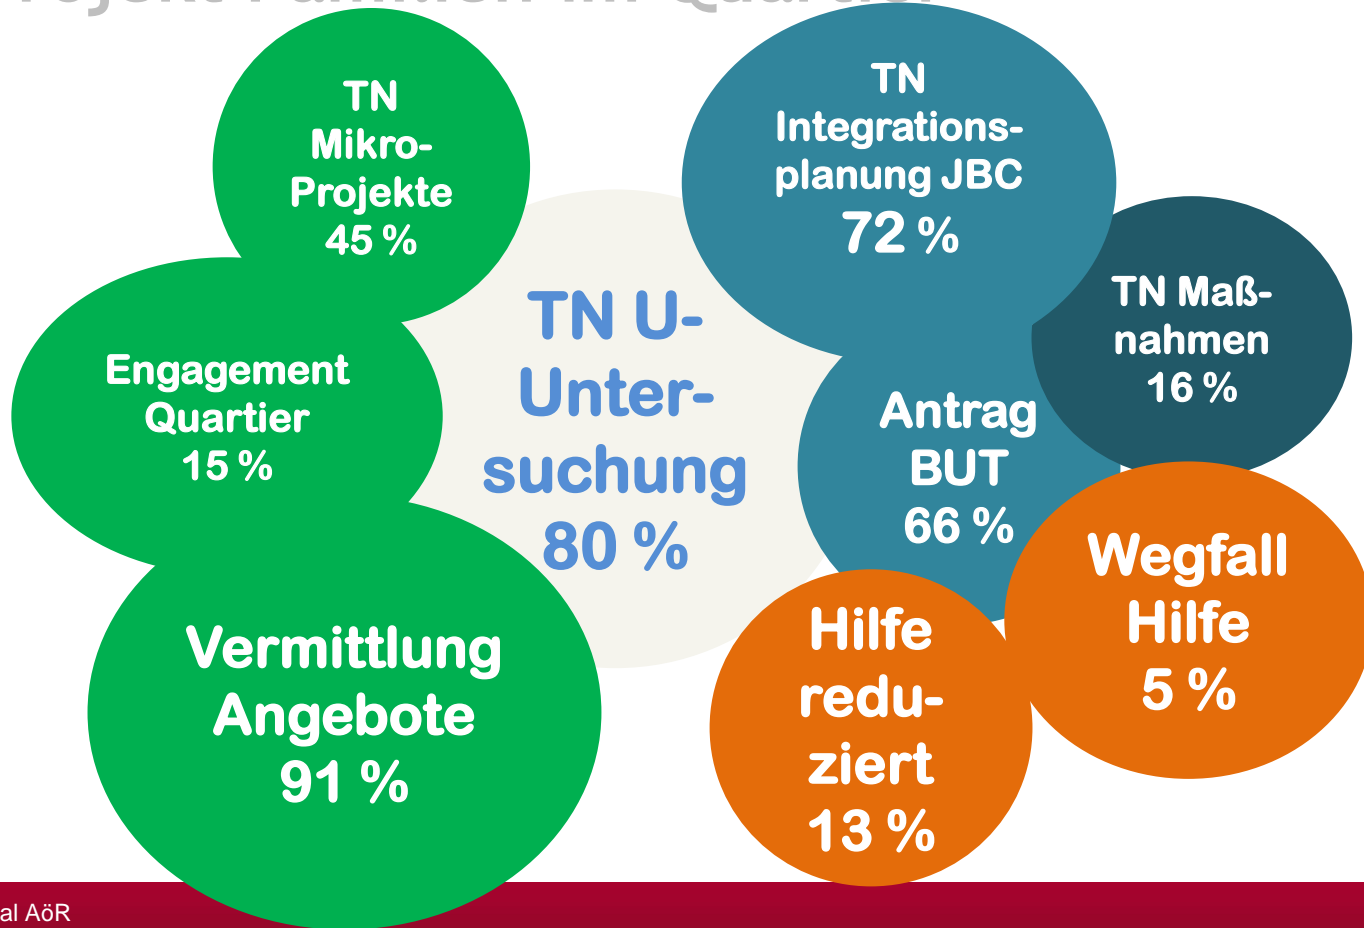 TN
Mikro-
Projekte
45 %
TN
Integrations-
planung JBC
72 %
TN Maß-
nahmen
16 %
TN U-
Unter-
suchung
80 %
Engagement
Quartier
15 %
Antrag
BUT
66 %
Wegfall
Hilfe
5 %
Hilfe
redu-
ziert
13 %
Vermittlung
Angebote
91 %
al AöR